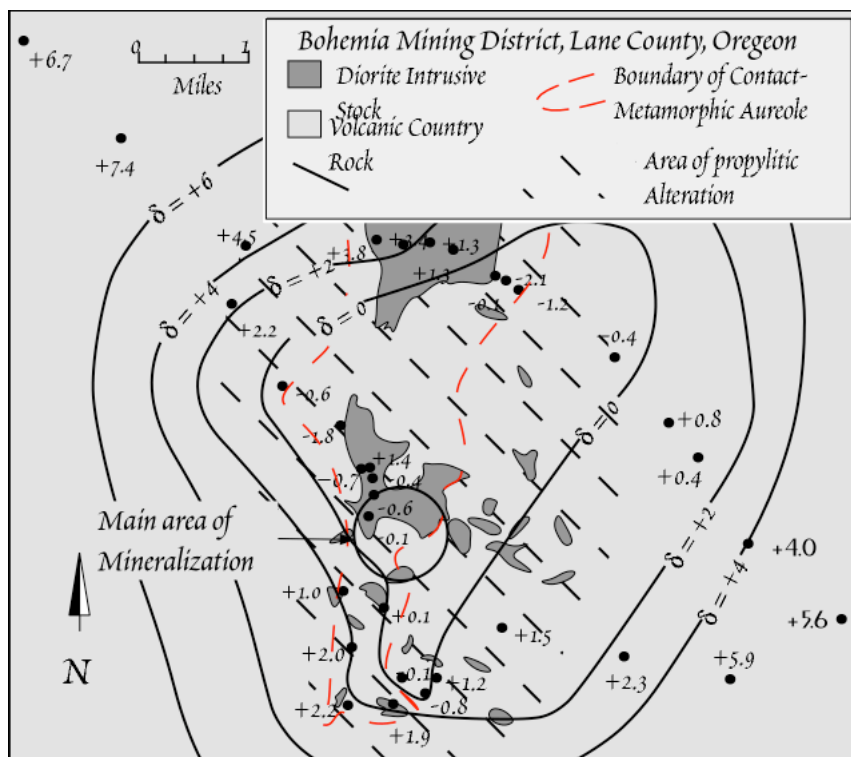 Bohemia Mining District, Lane County, Oregeon
0 1
Miles
Diorite Intrusive
Stock
Volcanic Country
Rock
Boundary of Contact-
Metamorphic Aureole
Area of propylitic
Alteration
+6.7
+7.4
δ = +6
+4.5
δ = +4
δ = +2
+3.8
+2.4
+1.3
+1.3
δ = 0
-0.1
-2.1
-1.2
+2.2
-0.4
-0.6
-1.8
δ = 0
+0.8
+0.4
+1.4
-0.7
-0.4
-0.6
-0.1
Main area of
Mineralization
δ = +2
δ = +4
+4.0
+1.0
+0.1
+1.5
+5.6
+2.0
N
-0.1
+1.2
-0.8
+2.3
+5.9
+2.2
+1.9